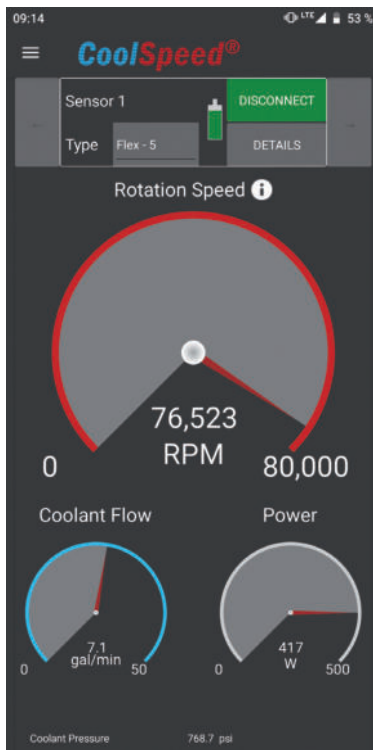 09:14 LTE 53 %
CoolSpeed®
Sensor 1 DISCONNECT
Type Flex - 5 DETAILS
Rotation Speed i
76,523
RPM
0 80,000
Coolant Flow Power
7.1
gal/min
0 50
417
W
0 500
Coolant Pressure 768.7 psi